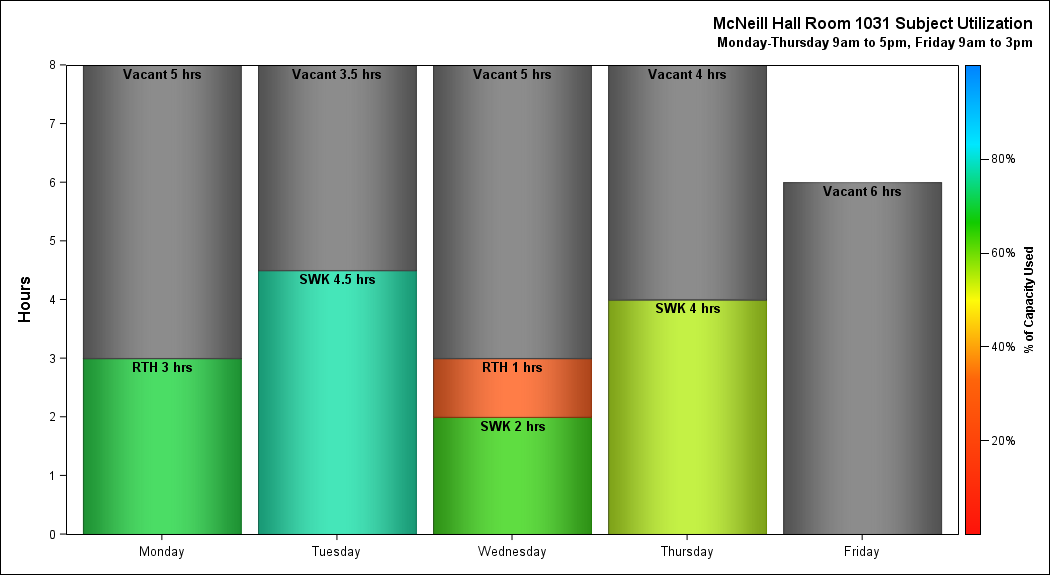 McNeill Hall Room 1031 Subject Utilization
Monday-Thursday 9am to 5pm, Friday 9am to 3pm
Hours
8
7
6
5
4
3
2
1
0
Vacant 5 hrs
RTH 3 hrs
Vacant 3.5 hrs
SWK 4.5 hrs
Vacant 5 hrs
RTH 1 hrs
SWK 2 hrs
Vacant 4 hrs
SWK 4 hrs
Vacant 6 hrs
Monday
Tuesday
Wednesday
Thursday
Friday
80%
60%
40%
20%
% of Capacity Used